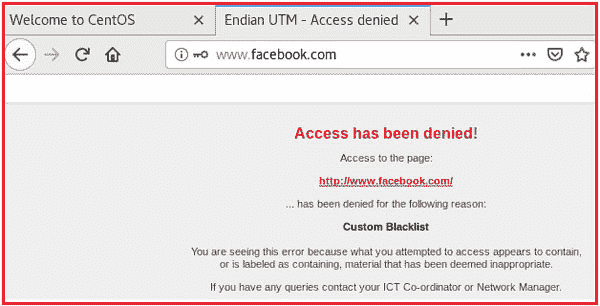 Welcome to CentOS
Endian UTM - Access denied
www.facebook.com
Access has been denied!
Access to the page:
http://www.facebook.com/
... has been denied for the following reason:
Custom Blacklist
You are seeing this error because what you attempted to access appears to contain,
or is labeled as containing, material that has been deemed inappropriate.
If you have any queries contact your ICT Co-ordinator or Network Manager.